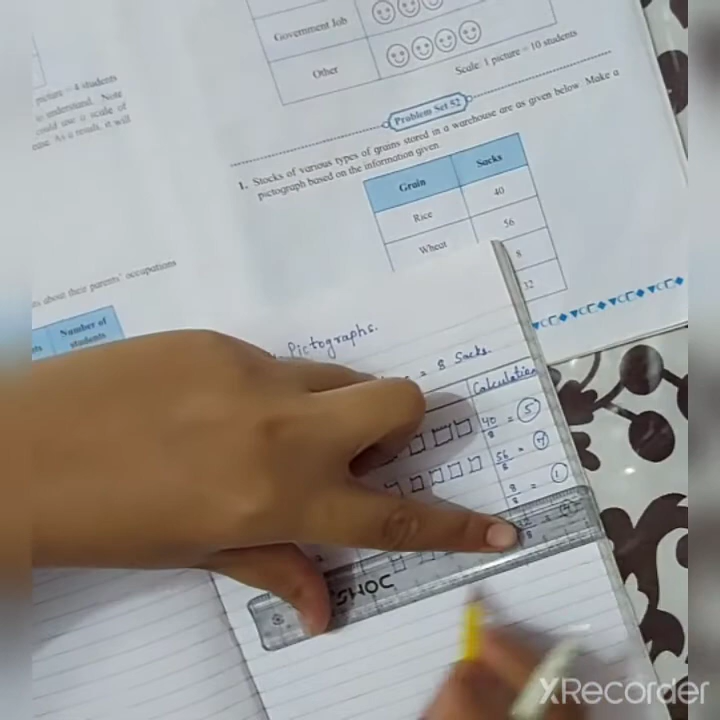 Government Job
Other
Scale: 1 picture = 10 students
picture = 4 students
to understand. Note
could use a scale of
case. As a result, it will
Problem Set 52
1. Stocks of various types of grains stored in a warehouse are as given below. Make a
pictograph based on the information given.
Grain Sacks
Rice 40
Wheat 56
8
32
about their parents' occupations
Number of
students
Pictographs.
= 8 Sacks
Calculation
40/8 = 5
56/8 = 7
8/8 = 1
XRecorder